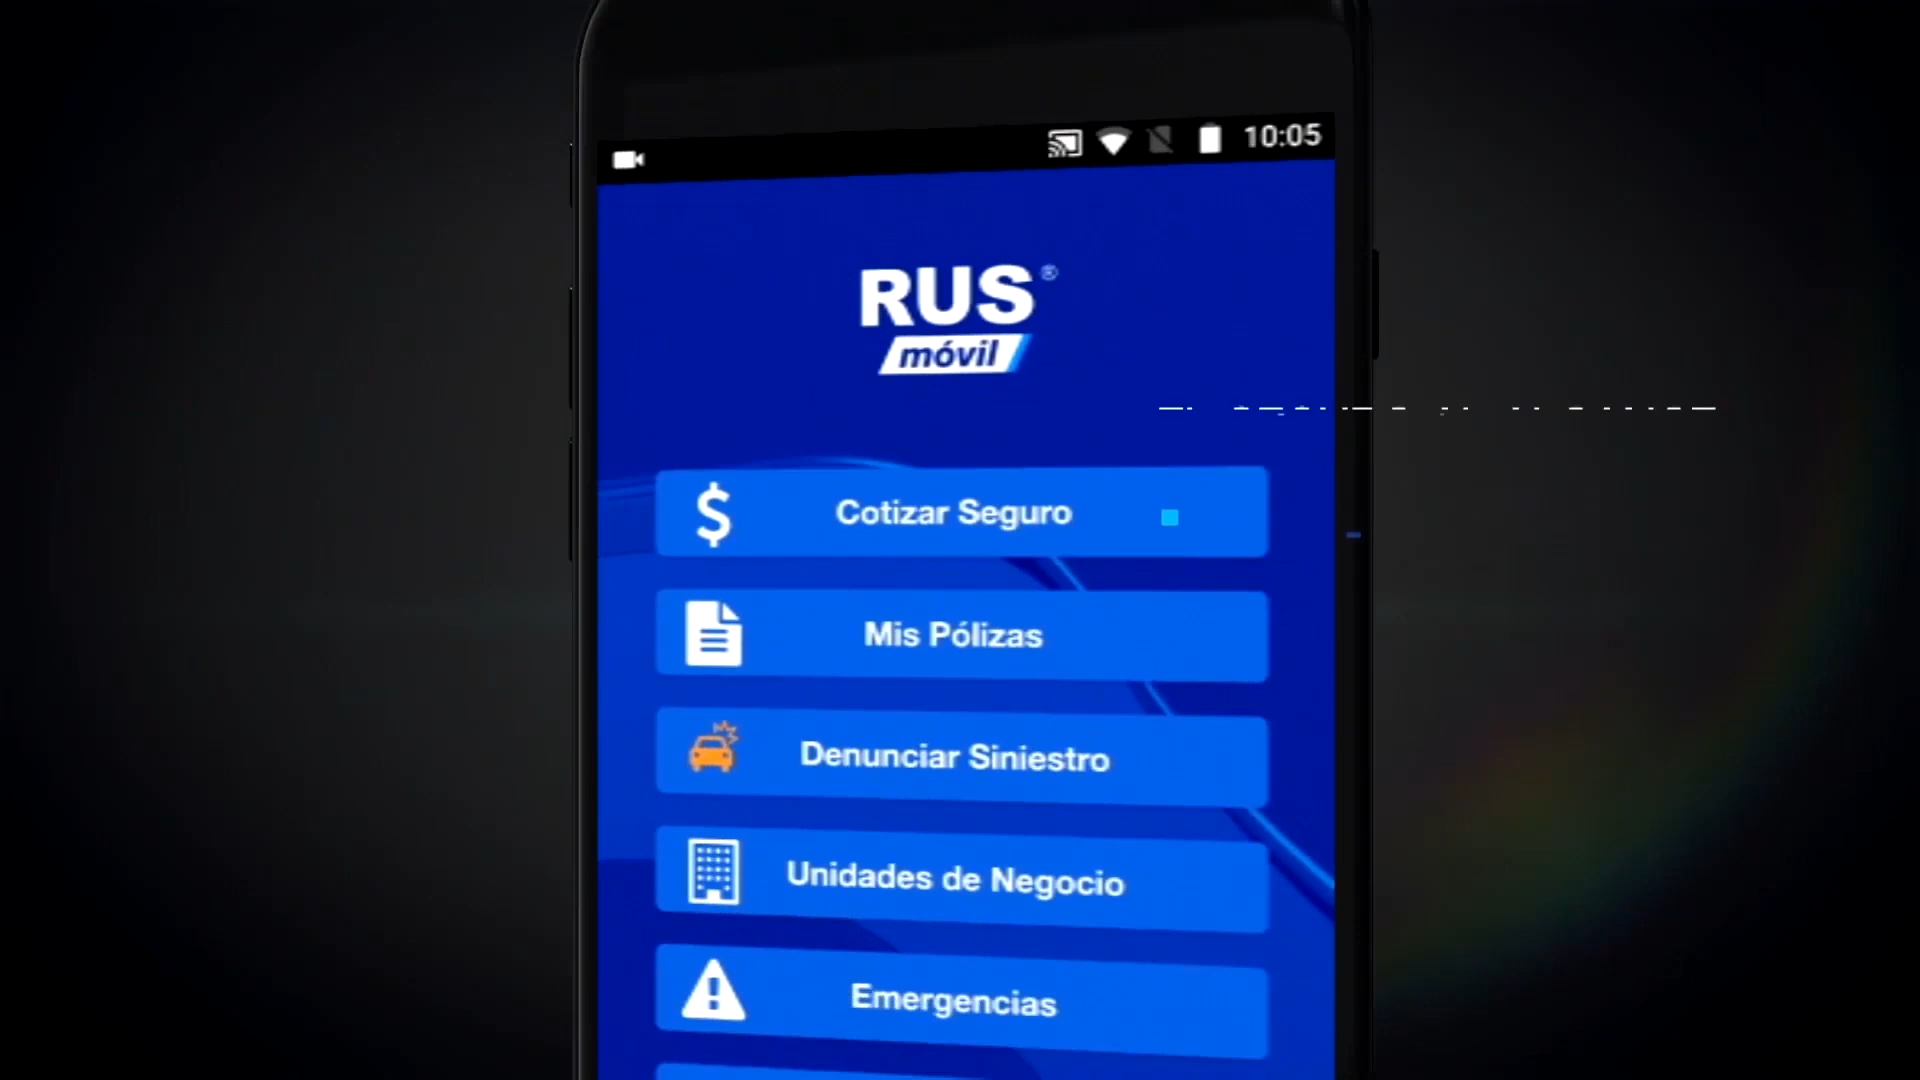 10:05
RUS®
móvil
$ Cotizar Seguro
Mis Pólizas
Denunciar Siniestro
Unidades de Negocio
Emergencias